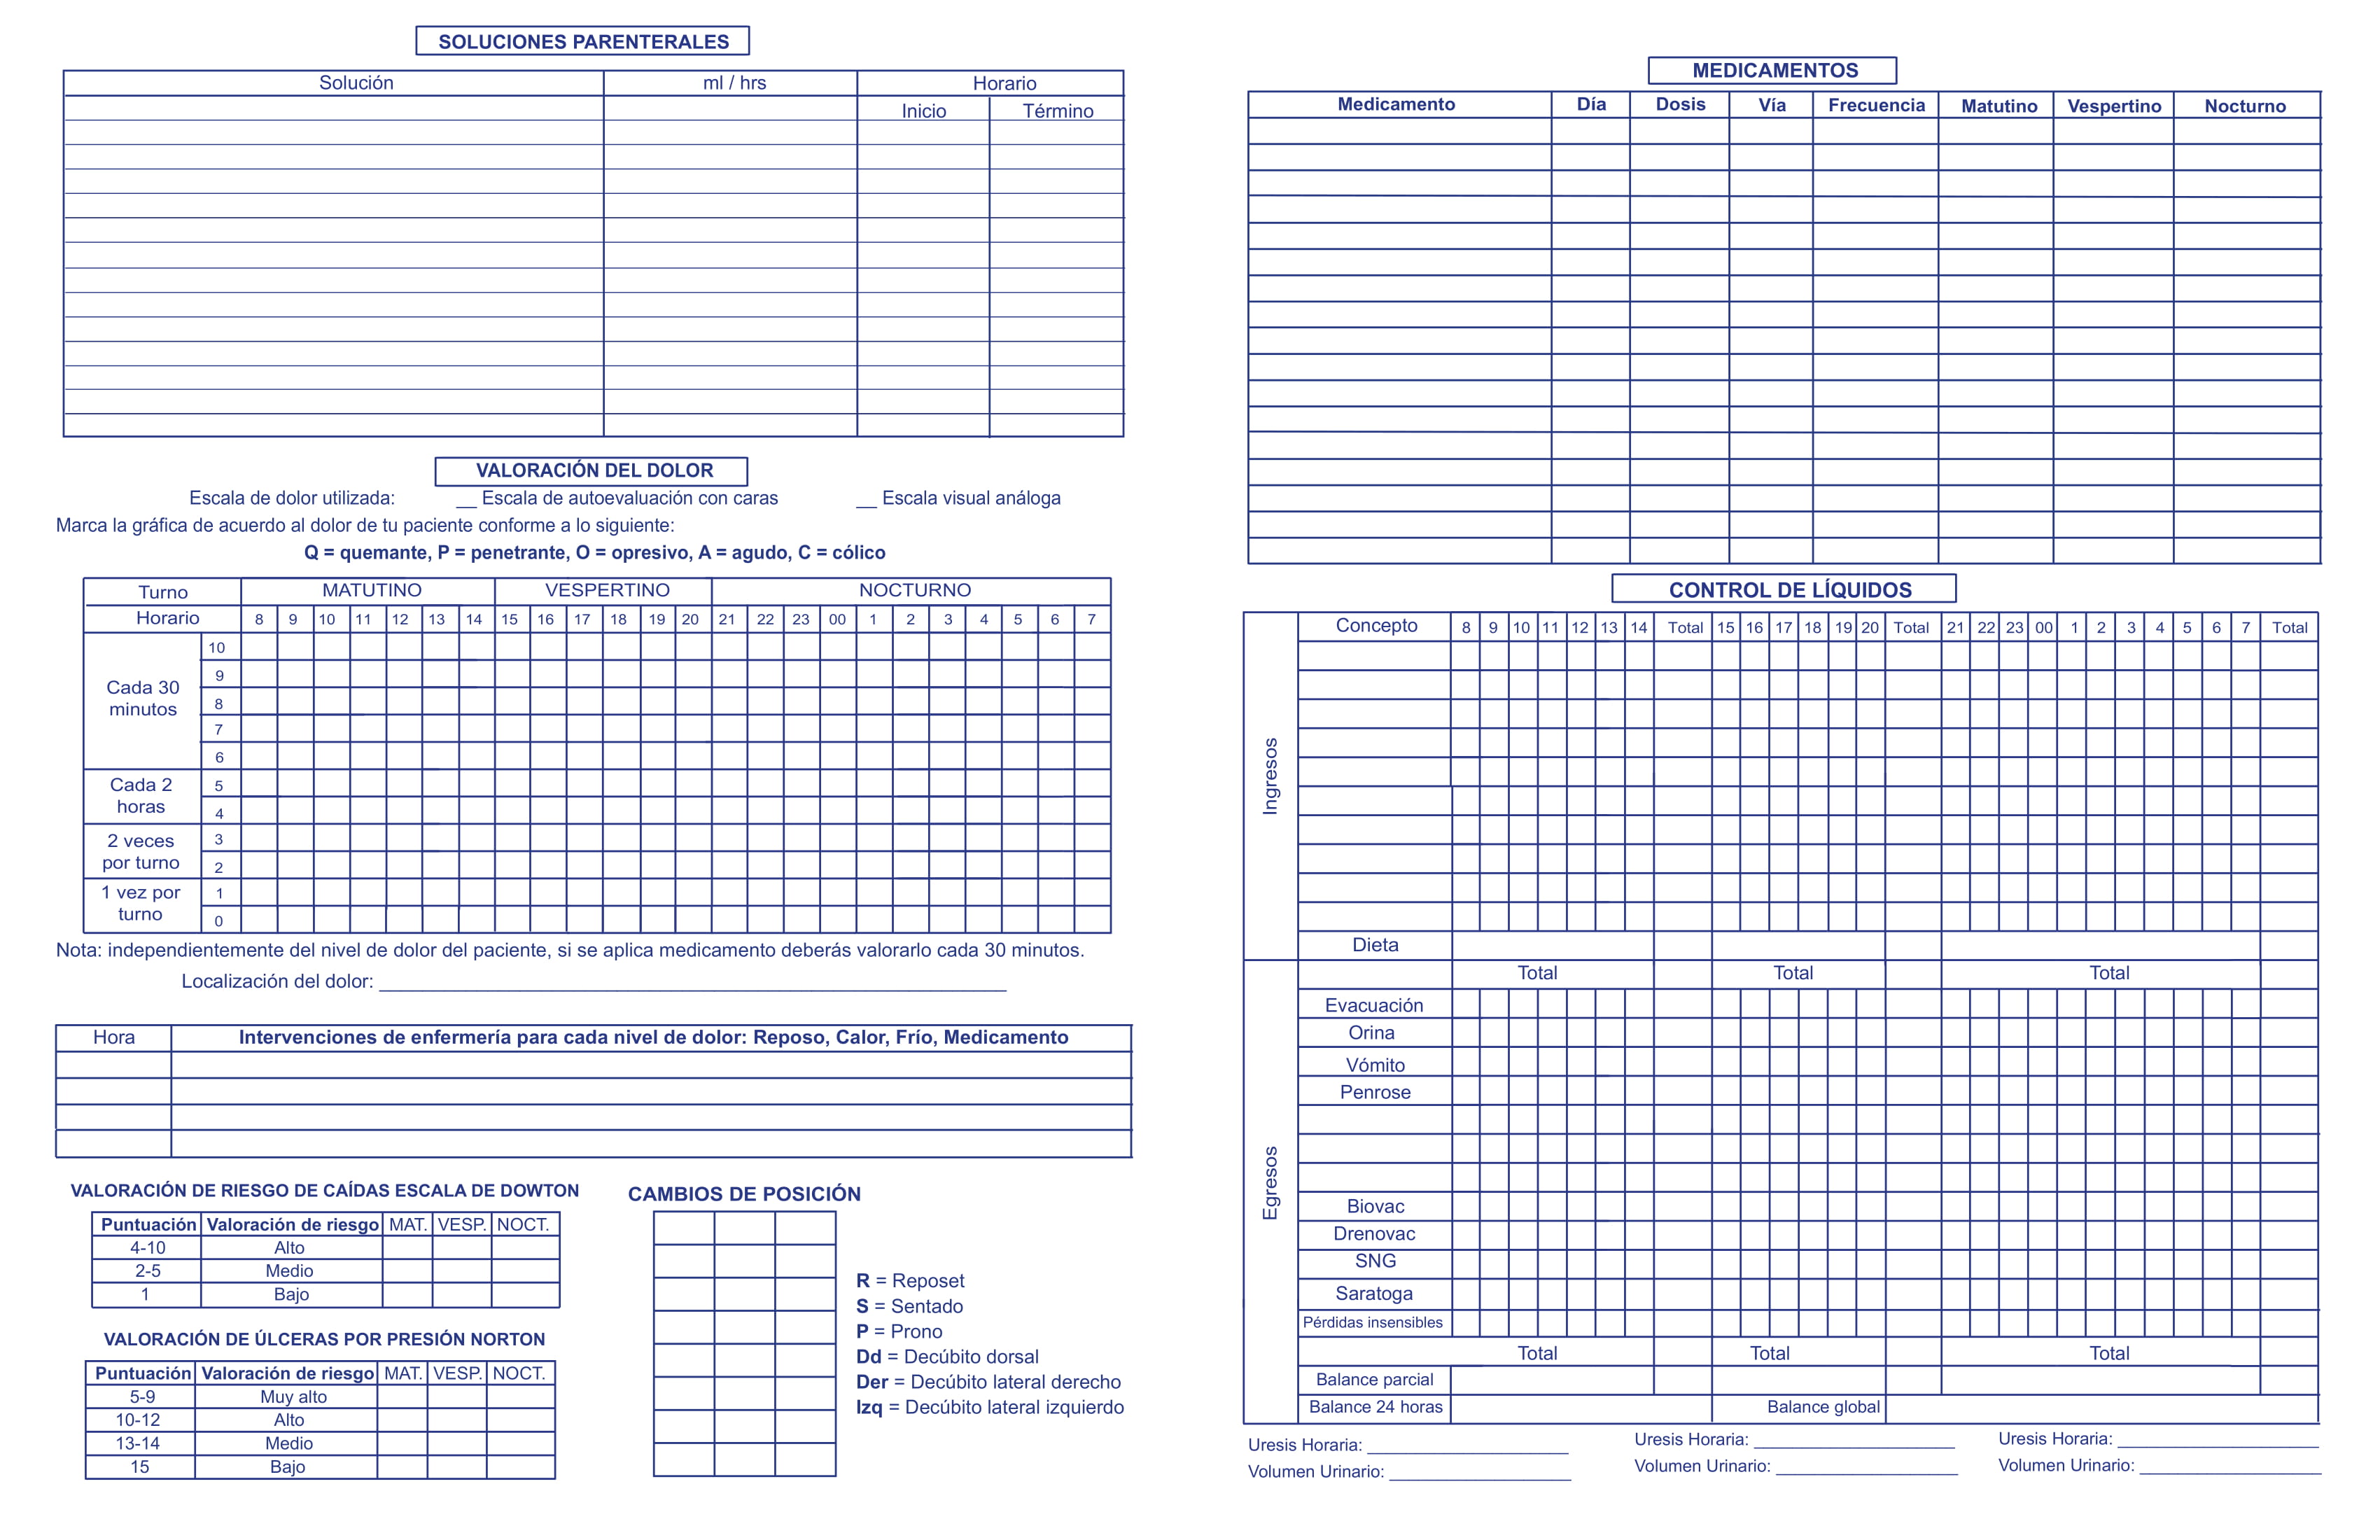 SOLUCIONES PARENTERALES
Solución ml / hrs Horario
Inicio Término
VALORACIÓN DEL DOLOR
Escala de dolor utilizada: __ Escala de autoevaluación con caras __ Escala visual análoga
Marca la gráfica de acuerdo al dolor de tu paciente conforme a lo siguiente:
Q = quemante, P = penetrante, O = opresivo, A = agudo, C = cólico
Turno MATUTINO VESPERTINO NOCTURNO
Horario 8 9 10 11 12 13 14 15 16 17 18 19 20 21 22 23 00 1 2 3 4 5 6 7
Cada 30 minutos
10
9
8
7
6
Cada 2 horas
5
4
2 veces por turno
3
2
1 vez por turno
1
0
Nota: independientemente del nivel de dolor del paciente, si se aplica medicamento deberás valorarlo cada 30 minutos.
Localización del dolor:
Hora Intervenciones de enfermería para cada nivel de dolor: Reposo, Calor, Frío, Medicamento
VALORACIÓN DE RIESGO DE CAÍDAS ESCALA DE DOWTON
Puntuación Valoración de riesgo MAT. VESP. NOCT.
4-10 Alto
2-5 Medio
1 Bajo
VALORACIÓN DE ÚLCERAS POR PRESIÓN NORTON
Puntuación Valoración de riesgo MAT. VESP. NOCT.
5-9 Muy alto
10-12 Alto
13-14 Medio
15 Bajo
CAMBIOS DE POSICIÓN
R = Reposet
S = Sentado
P = Prono
Dd = Decúbito dorsal
Der = Decúbito lateral derecho
Izq = Decúbito lateral izquierdo
MEDICAMENTOS
Medicamento Día Dosis Vía Frecuencia Matutino Vespertino Nocturno
CONTROL DE LÍQUIDOS
Concepto 8 9 10 11 12 13 14 Total 15 16 17 18 19 20 Total 21 22 23 00 1 2 3 4 5 6 7 Total
Ingresos
Dieta
Total Total Total
Egresos
Evacuación
Orina
Vómito
Penrose
Biovac
Drenovac
SNG
Saratoga
Pérdidas insensibles
Total Total Total
Balance parcial
Balance 24 horas Balance global
Uresis Horaria: Uresis Horaria: Uresis Horaria:
Volumen Urinario: Volumen Urinario: Volumen Urinario: